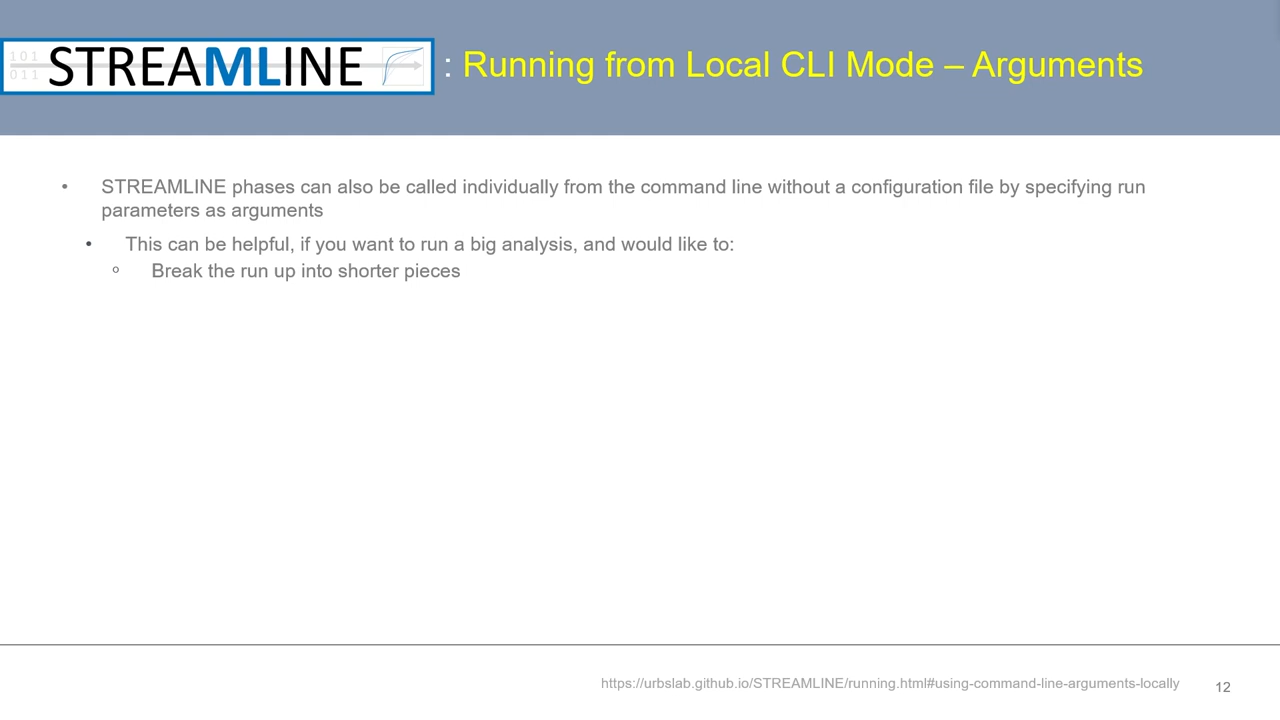 101
011
STREAMLINE : Running from Local CLI Mode – Arguments
• STREAMLINE phases can also be called individually from the command line without a configuration file by specifying run
parameters as arguments
• This can be helpful, if you want to run a big analysis, and would like to:
° Break the run up into shorter pieces
https://urbslab.github.io/STREAMLINE/running.html#using-command-line-arguments-locally
12